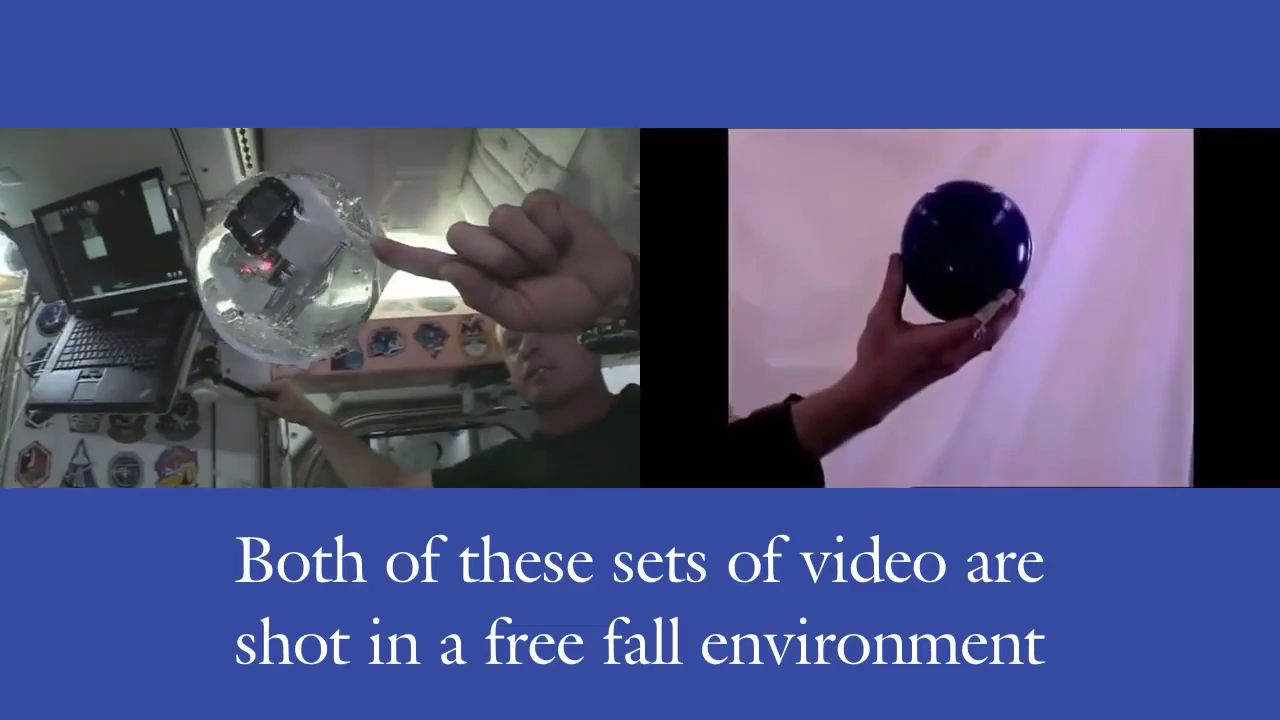 Both of these sets of video are
shot in a free fall environment